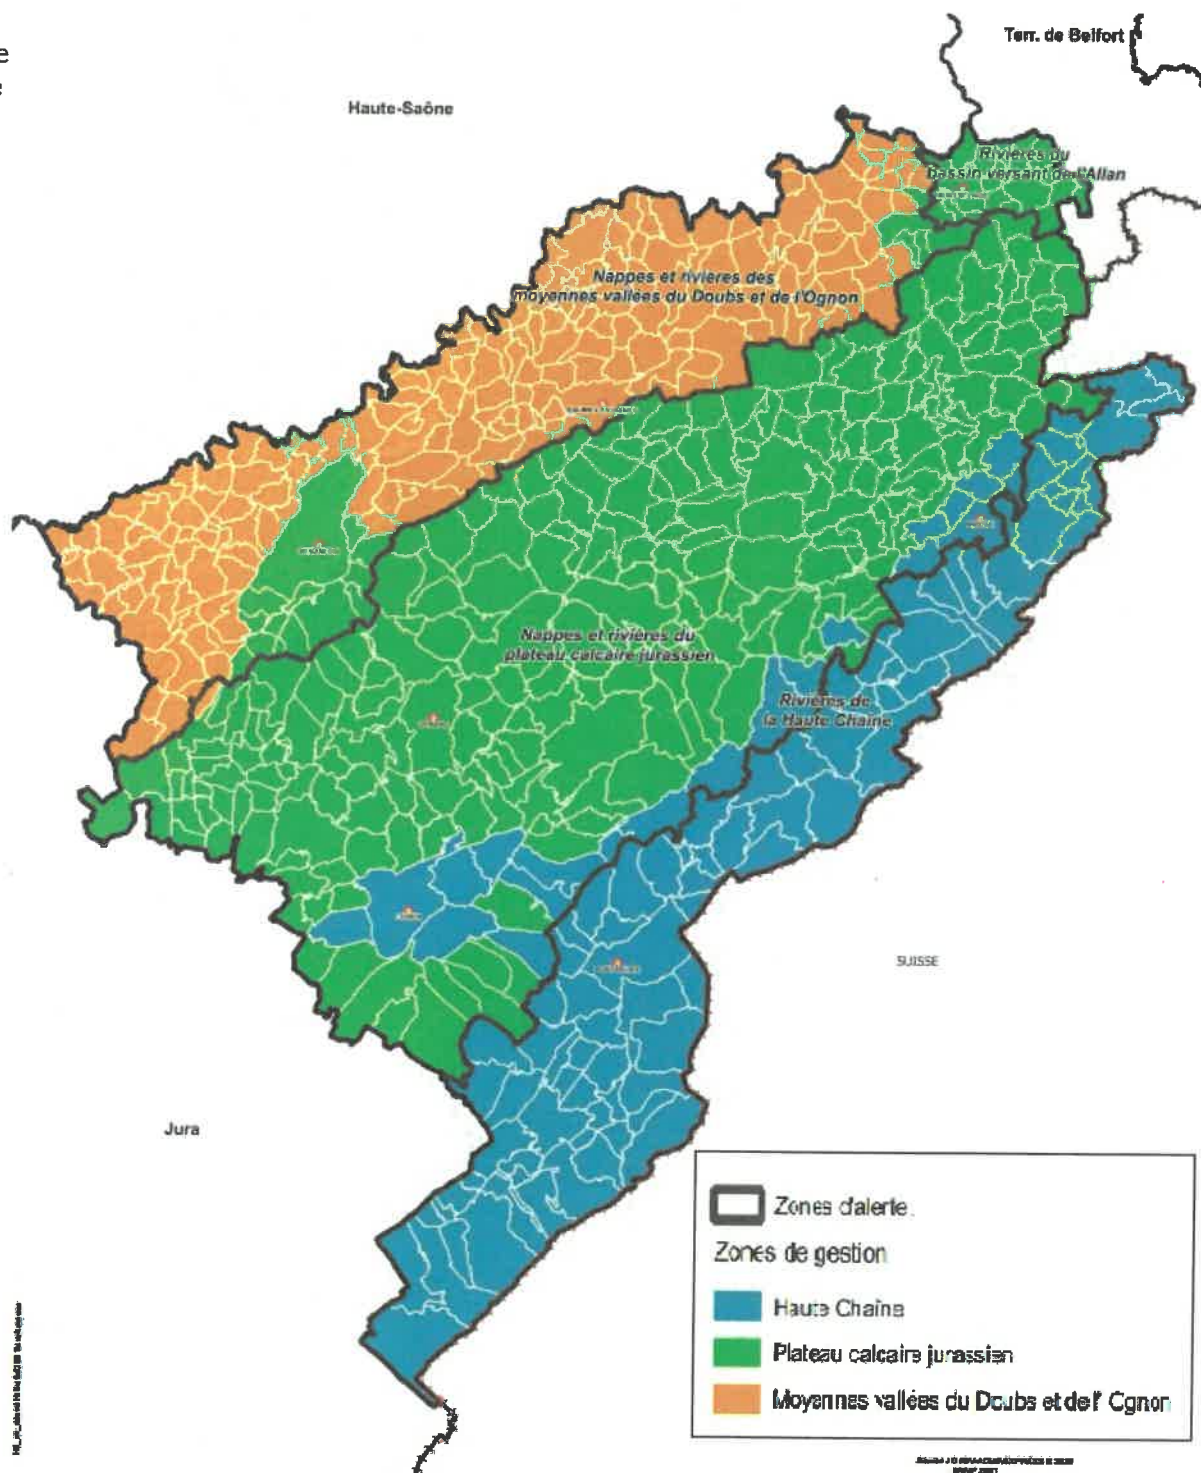 e
Terr. de Belfort
Haute-Saône
Rivières du
bassin versant de l'Allan
Nappes et rivières des
moyennes vallées du Doubs et de l'Ognon
Nappes et rivières du
plateau calcaire jurassien
Rivières de
la Haute Chaîne
SUISSE
Jura
Zones d'alerte
Zones de gestion
Haute Chaîne
Plateau calcaire jurassien
Moyennes vallées du Doubs et de l' Ognon